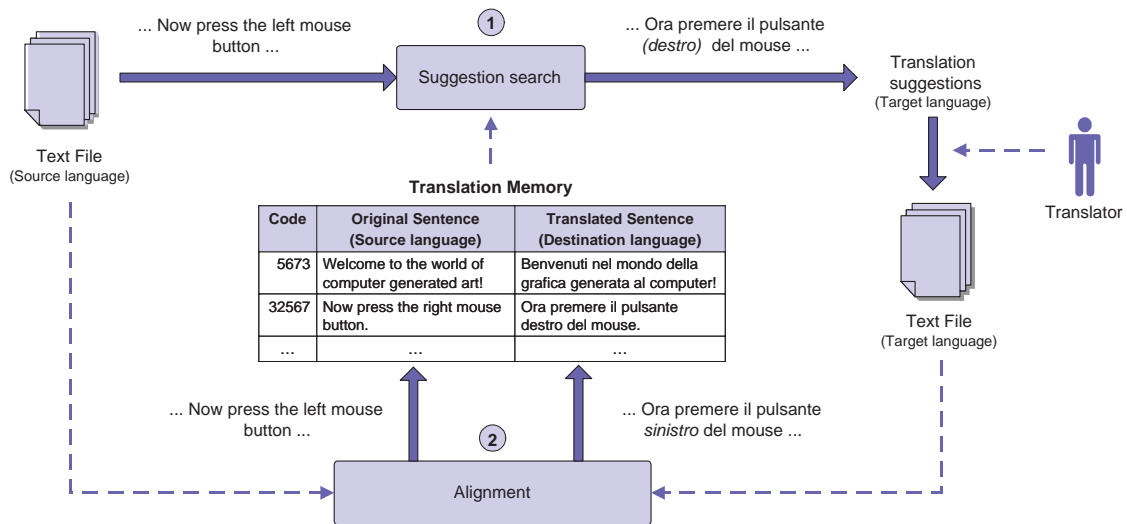 ... Now press the left mouse
button ...
1
... Ora premere il pulsante
(destro) del mouse ...
Suggestion search
Translation
suggestions
(Target language)
Text File
(Source language)
Translator
Translation Memory
Code
Original Sentence
(Source language)
Translated Sentence
(Destination language)
5673
Welcome to the world of
computer generated art!
Benvenuti nel mondo della
grafica generata al computer!
32567
Now press the right mouse
button.
Ora premere il pulsante
destro del mouse.
...
...
...
Text File
(Target language)
... Now press the left mouse
button ...
2
... Ora premere il pulsante
sinistro del mouse ...
Alignment